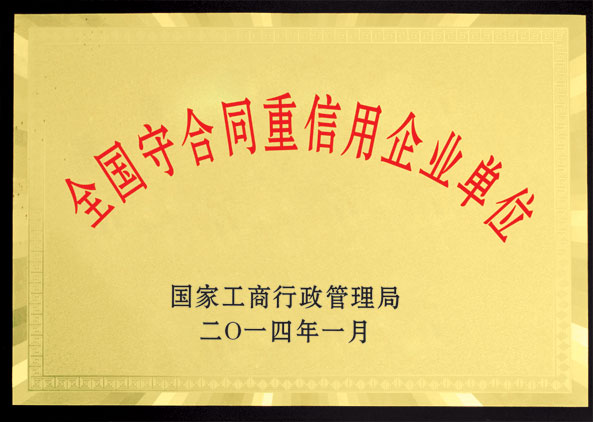 全国守合同重信用企业单位
国家工商行政管理局
二〇一四年一月